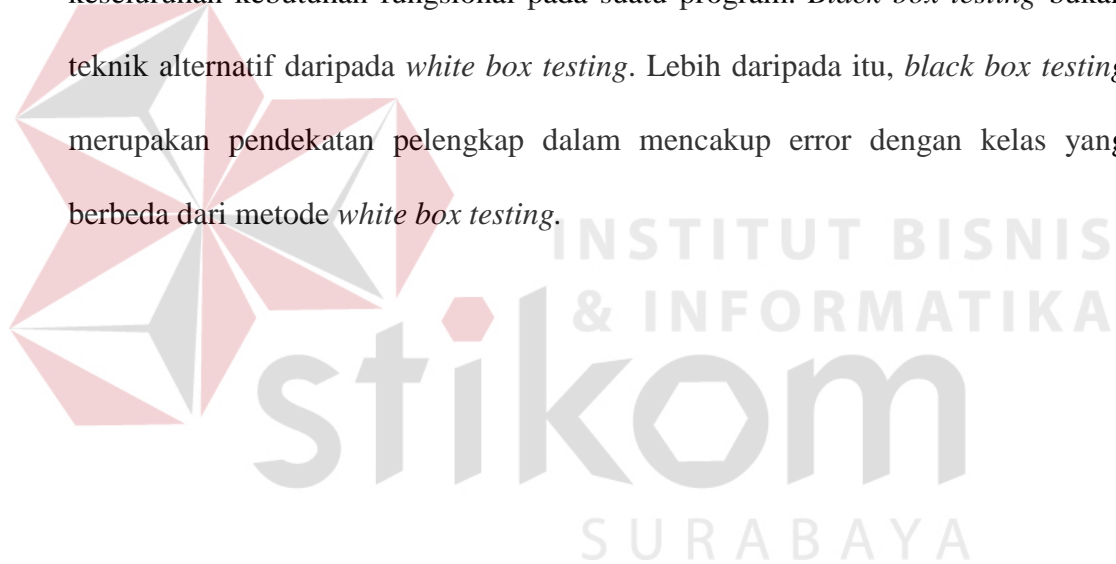 keseluruhan kebutuhan fungsional pada suatu program. Black box testing bukan
teknik alternatif daripada white box testing. Lebih daripada itu, black box testing
merupakan pendekatan pelengkap dalam mencakup error dengan kelas yang
berbeda dari metode white box testing.
INSTITUT BISNIS
& INFORMATIKA
stikom
SURABAYA